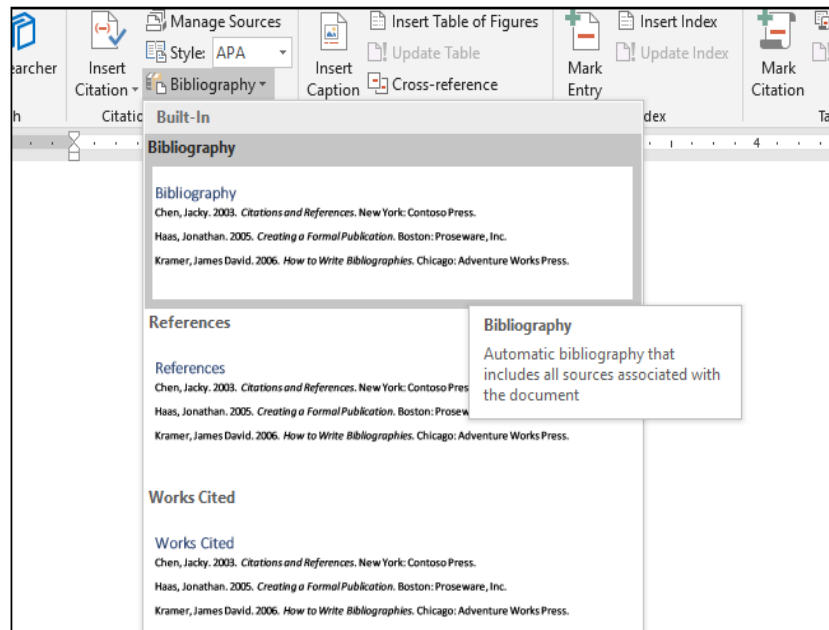 Manage Sources
Insert Table of Figures
Insert Index
archer
Style: APA
Update Table
Update Index
Insert
Citation
Bibliography
Insert
Caption
Cross-reference
Mark
Entry
Mark
Citation
h
Citatic
dex
Ta
4
Built-In
Bibliography
Bibliography
Chen, Jacky. 2003. Citations and References. New York: Contoso Press.
Haas, Jonathan. 2005. Creating a Formal Publication. Boston: Proseware, Inc.
Kramer, James David. 2006. How to Write Bibliographies. Chicago: Adventure Works Press.
Bibliography
Automatic bibliography that
includes all sources associated with
the document
References
References
Chen, Jacky. 2003. Citations and References. New York: Contoso Pres
Haas, Jonathan. 2005. Creating a Formal Publication. Boston: Prosew
Kramer, James David. 2006. How to Write Bibliographies. Chicago: Adventure Works Press.
Works Cited
Works Cited
Chen, Jacky. 2003. Citations and References. New York: Contoso Press.
Haas, Jonathan. 2005. Creating a Formal Publication. Boston: Proseware, Inc.
Kramer, James David. 2006. How to Write Bibliographies. Chicago: Adventure Works Press.